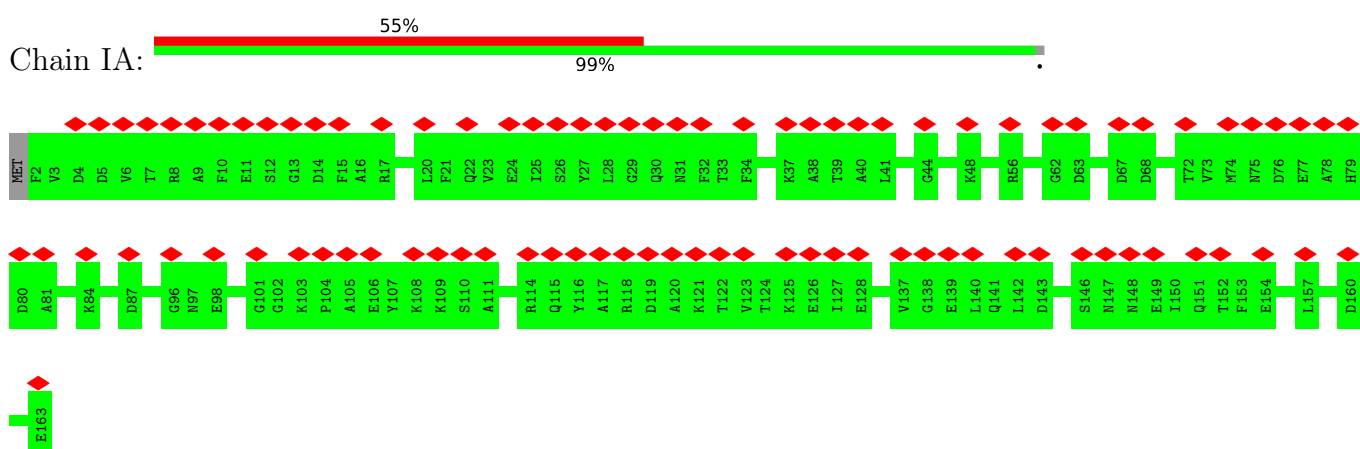 55%
Chain IA:
99%
.
MET F2 V3 D4 D5 V6 T7 R8 A9 F10 E11 S12 G13 D14 F15 A16 R17 L20 F21 Q22 V23 E24 I25 S26 Y27 L28 G29 Q30 N31 F32 T33 F34 K37 A38 T39 A40 L41 G44 K48 R56 G62 D63 D67 D68 T72 V73 M74 N75 D76 E77 A78 H79
D80 A81 K84 D87 G96 N97 E98 G101 G102 K103 P104 A105 E106 Y107 K108 K109 S110 A111 R114 Q115 Y116 A117 R118 D119 A120 K121 T122 V123 T124 K125 E126 I127 E128 V137 G138 E139 L140 Q141 L142 D143 S146 N147 N148 E149 I150 Q151 T152 F153 E154 L157 D160
E163